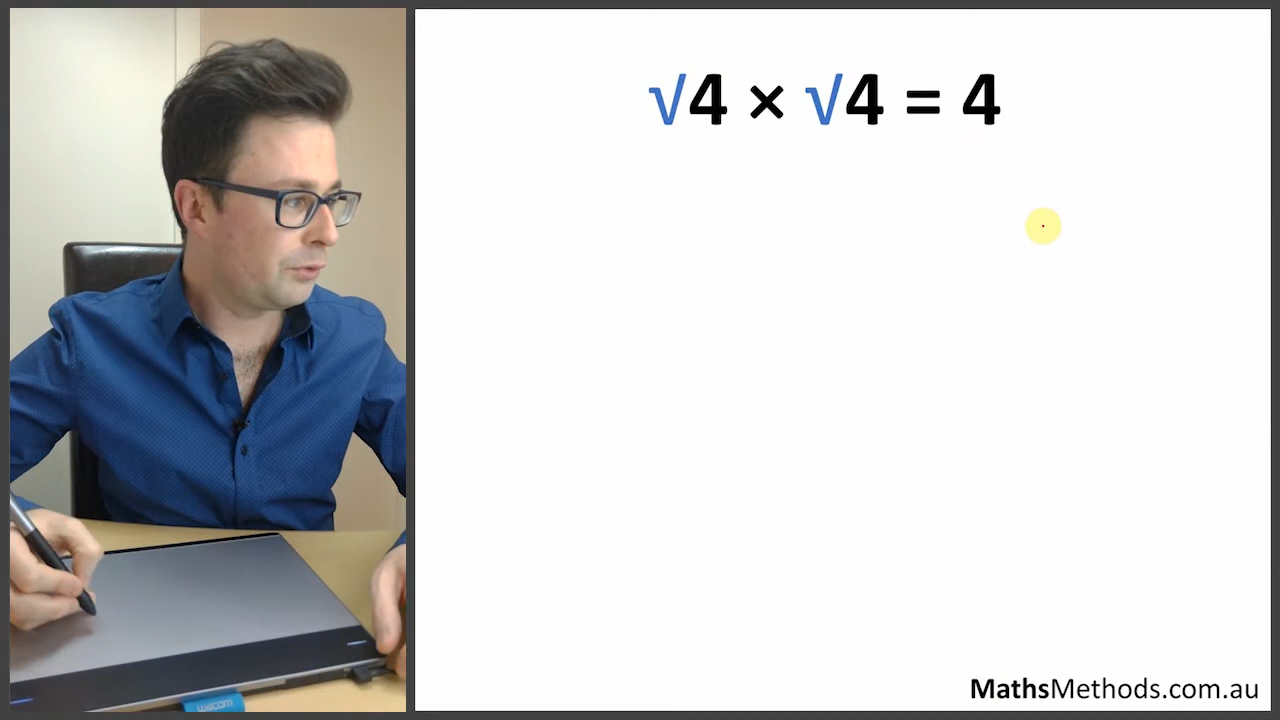 √4 × √4 = 4
wacom
MathsMethods.com.au